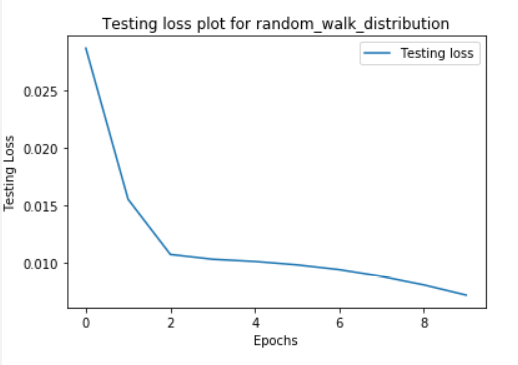 Testing loss plot for random_walk_distribution
Testing loss
0.025
0.020
0.015
0.010
Testing Loss
0 2 4 6 8
Epochs